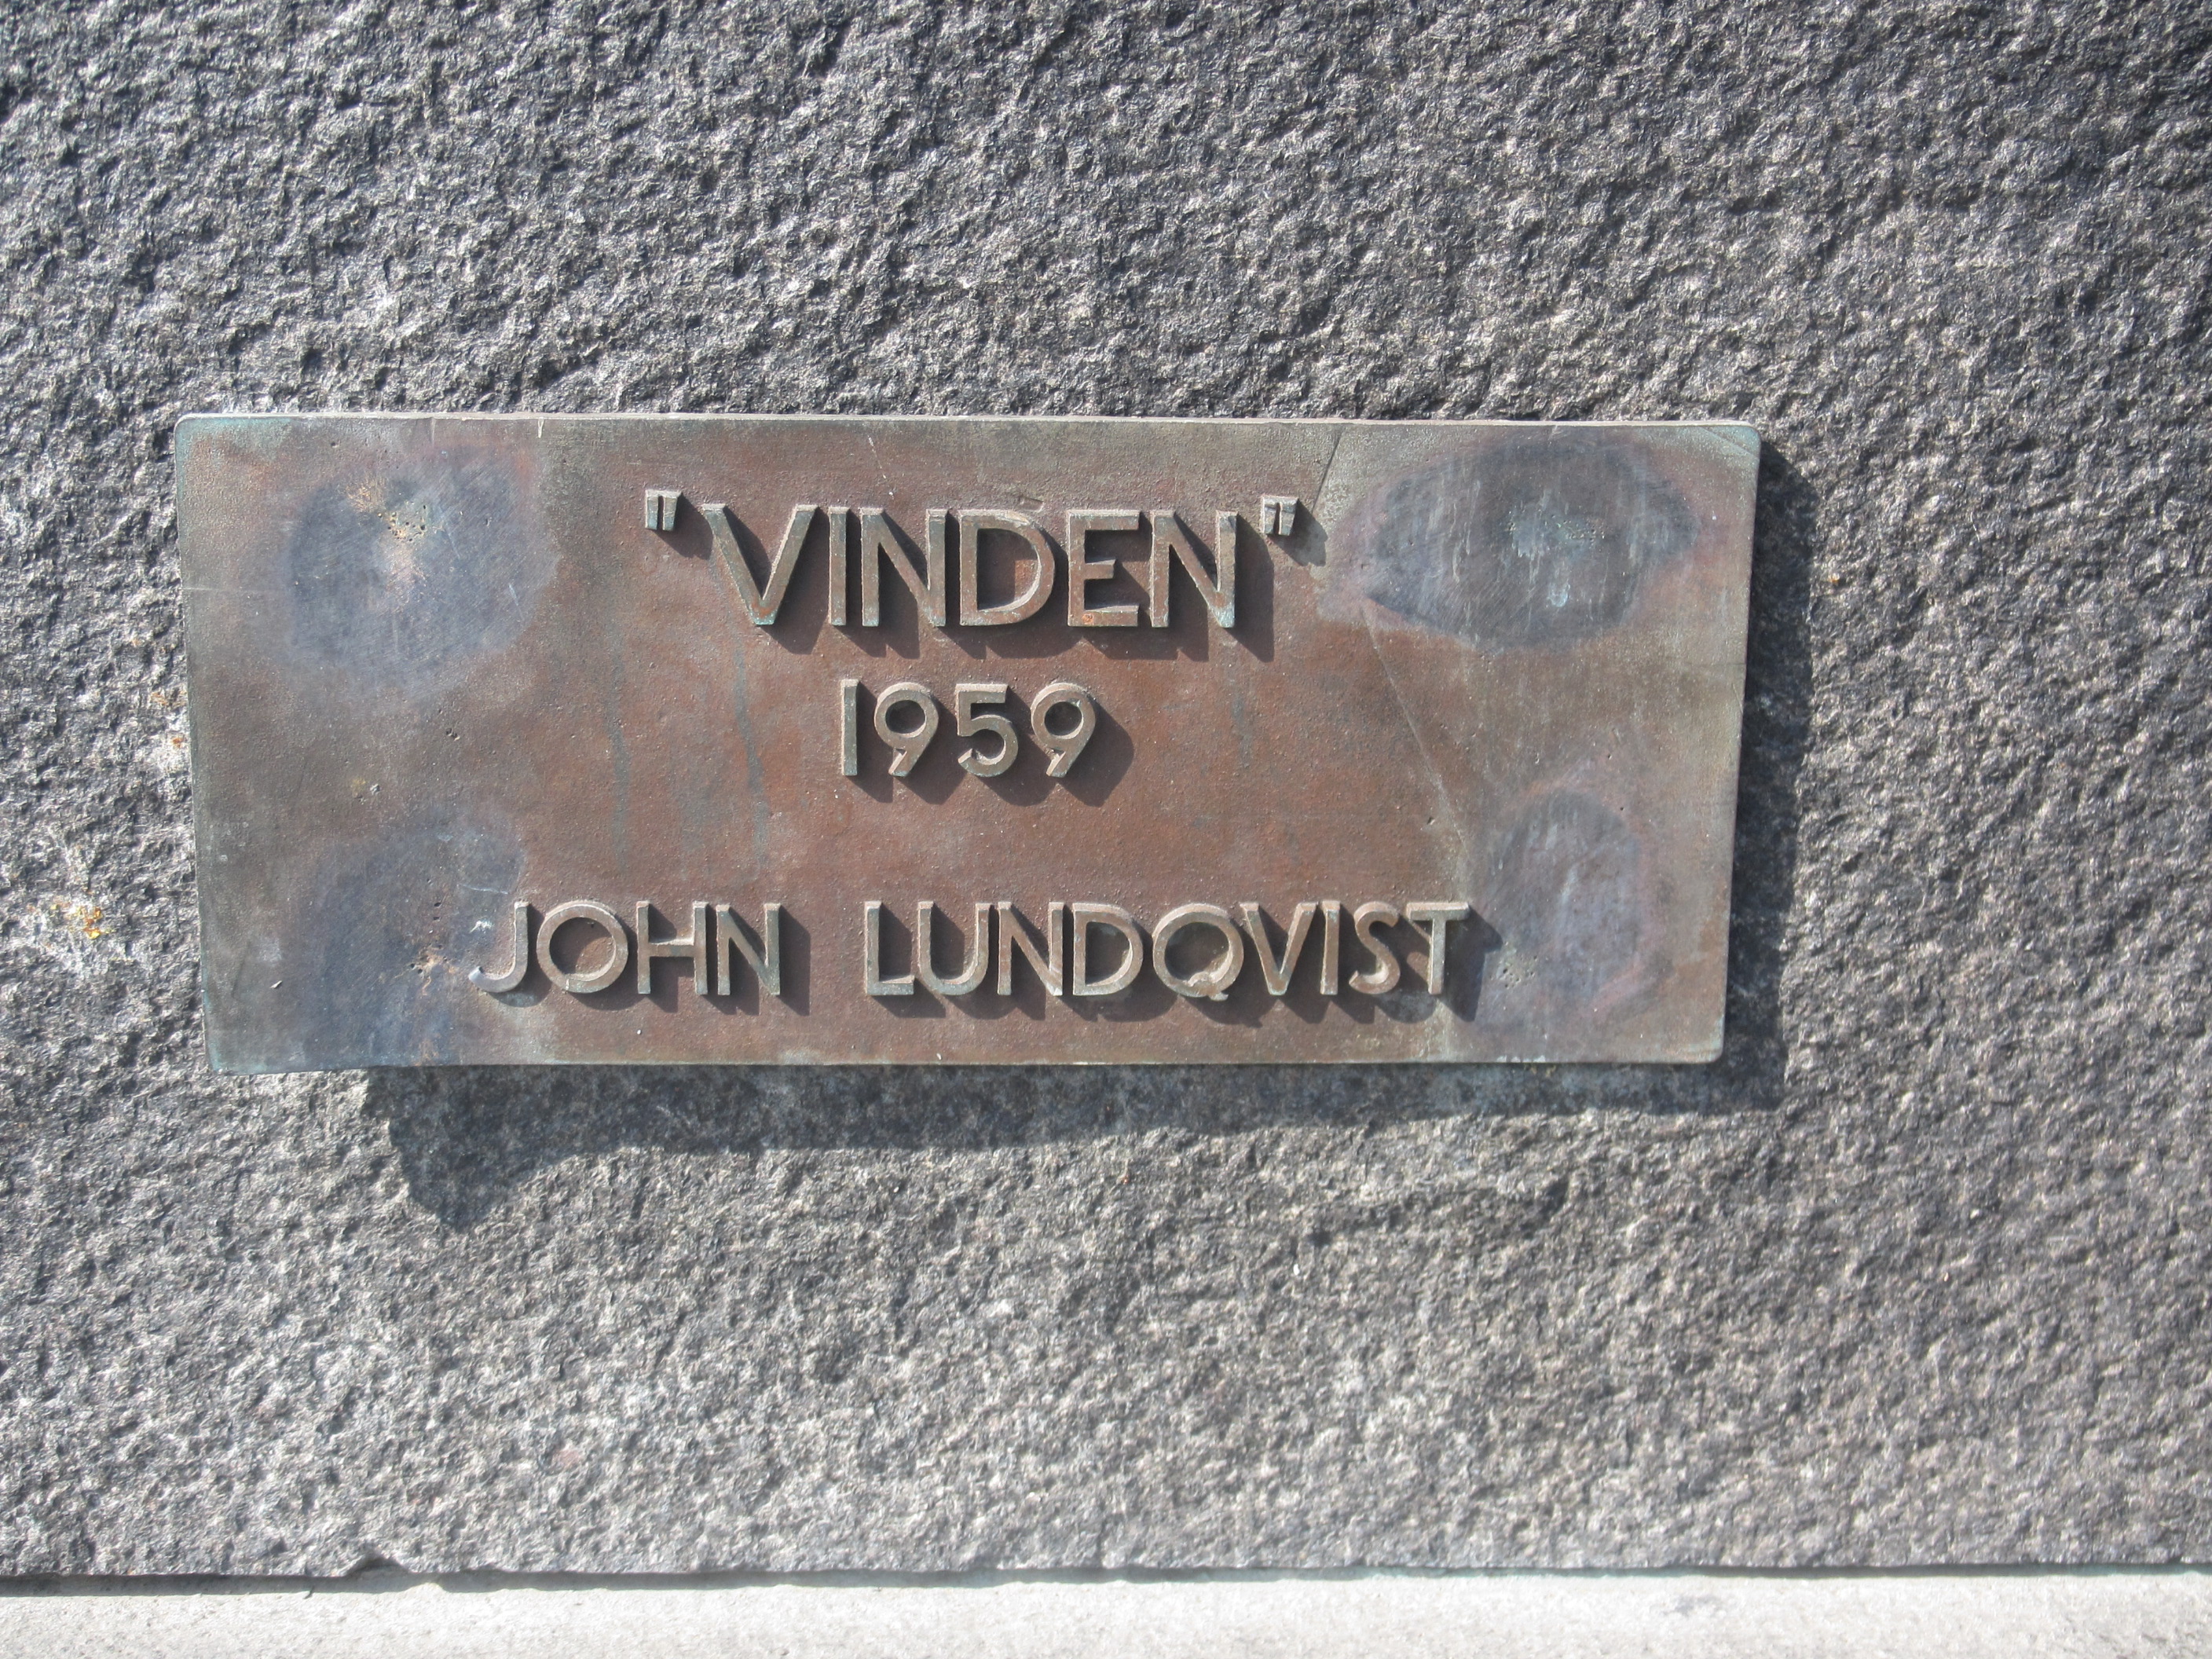 "VINDEN"
1959
JOHN LUNDQVIST